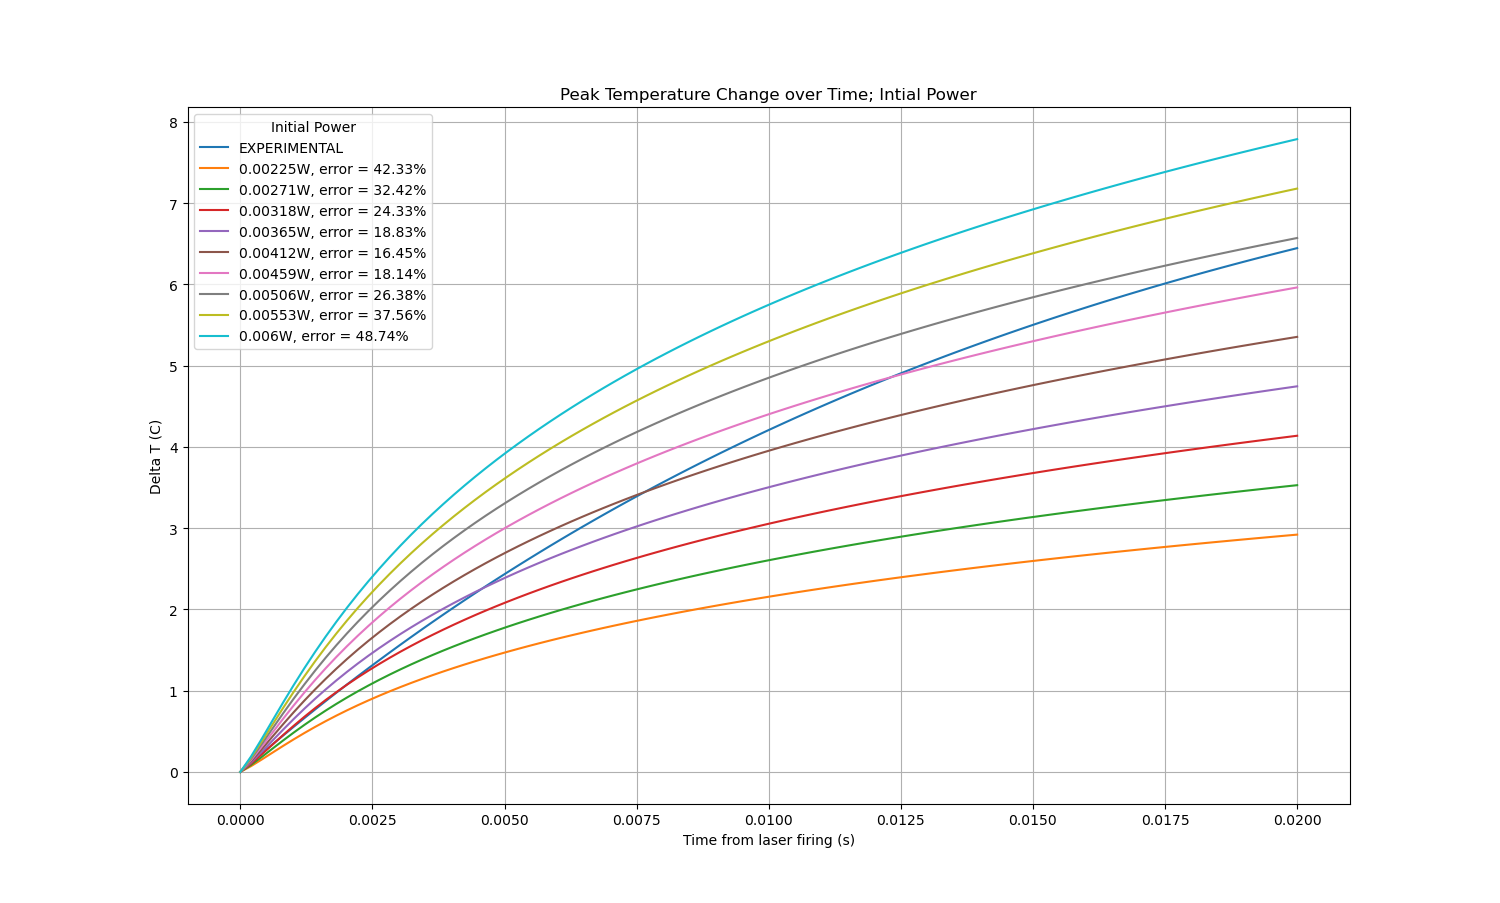 Peak Temperature Change over Time; Intial Power
Initial Power
EXPERIMENTAL
0.00225W, error = 42.33%
0.00271W, error = 32.42%
0.00318W, error = 24.33%
0.00365W, error = 18.83%
0.00412W, error = 16.45%
0.00459W, error = 18.14%
0.00506W, error = 26.38%
0.00553W, error = 37.56%
0.006W, error = 48.74%
8
7
6
5
4
3
2
1
0
Delta T (C)
0.0000 0.0025 0.0050 0.0075 0.0100 0.0125 0.0150 0.0175 0.0200
Time from laser firing (s)